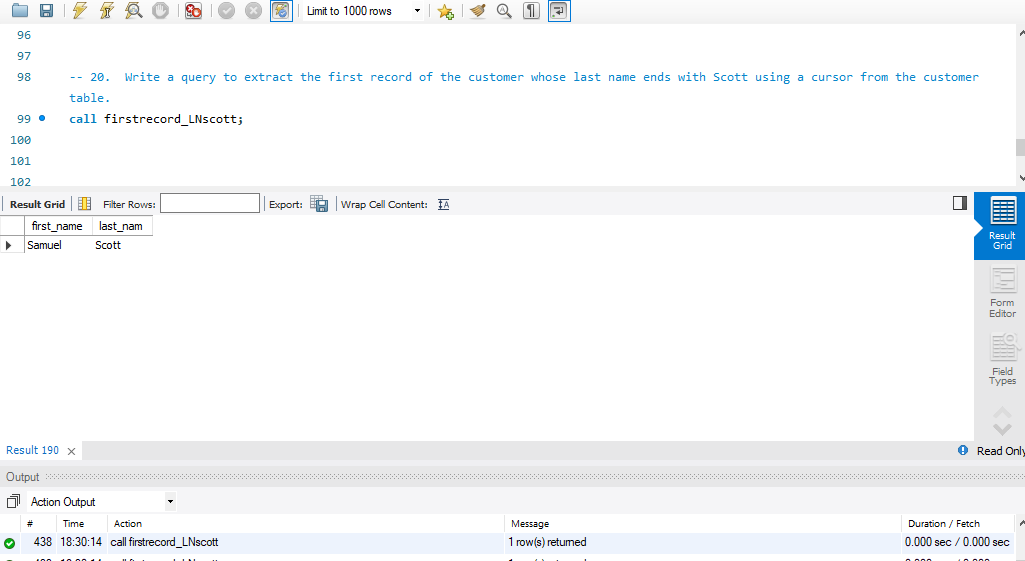 Limit to 1000 rows
96
97
98 -- 20. Write a query to extract the first record of the customer whose last name ends with Scott using a cursor from the customer
table.
99 call firstrecord_LNscott;
100
101
102
Result Grid Filter Rows: Export: Wrap Cell Content: IA
first_name last_nam
Samuel Scott
Result
Grid
Form
Editor
Field
Types
Result 190 Read Only
Output
Action Output
# Time Action Message Duration / Fetch
438 18:30:14 call firstrecord_LNscott 1 row(s) returned 0.000 sec / 0.000 sec